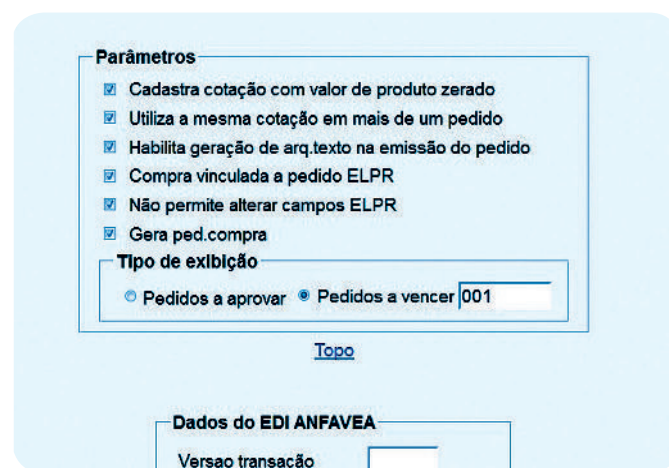 Parâmetros
Cadastra cotação com valor de produto zerado
Utiliza a mesma cotação em mais de um pedido
Habilita geração de arq.texto na emissão do pedido
Compra vinculada a pedido ELPR
Não permite alterar campos ELPR
Gera ped.compra
Tipo de exibição
Pedidos a aprovar Pedidos a vencer 001
Topo
Dados do EDI ANFAVEA
Versao transacão